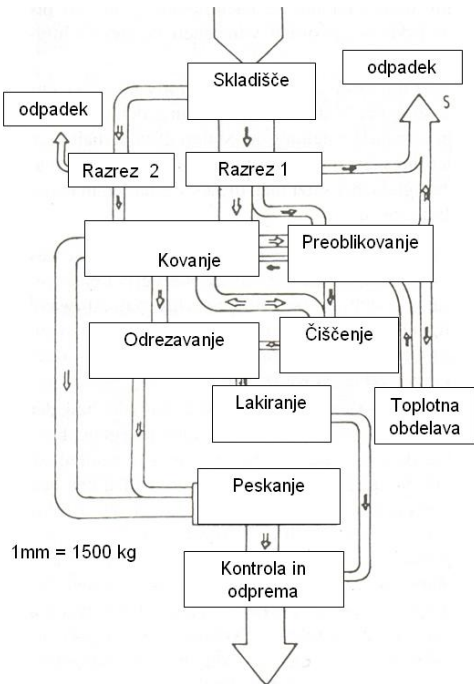 Skladišče
odpadek
S
odpadek
Razrez 2
Razrez 1
Kovanje
Preoblikovanje
Odrezavanje
Čiščenje
Lakiranje
Toplotna
obdelava
Peskanje
1mm = 1500 kg
Kontrola in
odprema